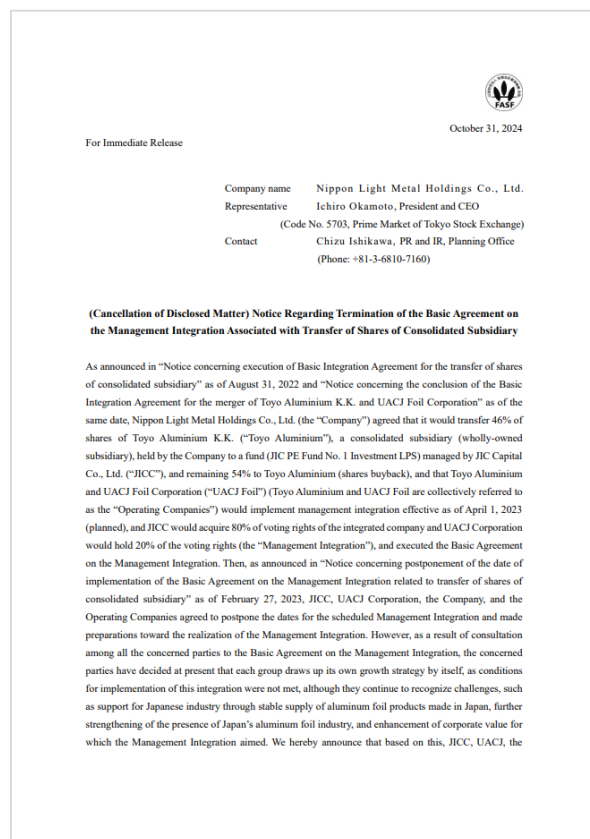 FASF
October 31, 2024
For Immediate Release
Company name Nippon Light Metal Holdings Co., Ltd.
Representative Ichiro Okamoto, President and CEO
(Code No. 5703, Prime Market of Tokyo Stock Exchange)
Contact Chizu Ishikawa, PR and IR, Planning Office
(Phone: +81-3-6810-7160)
(Cancellation of Disclosed Matter) Notice Regarding Termination of the Basic Agreement on
the Management Integration Associated with Transfer of Shares of Consolidated Subsidiary
As announced in “Notice concerning execution of Basic Integration Agreement for the transfer of shares
of consolidated subsidiary” as of August 31, 2022 and “Notice concerning the conclusion of the Basic
Integration Agreement for the merger of Toyo Aluminium K.K. and UACJ Foil Corporation” as of the
same date, Nippon Light Metal Holdings Co., Ltd. (the “Company”) agreed that it would transfer 46% of
shares of Toyo Aluminium K.K. (“Toyo Aluminium”), a consolidated subsidiary (wholly-owned
subsidiary), held by the Company to a fund (JIC PE Fund No. 1 Investment LPS) managed by JIC Capital
Co., Ltd. (“JICC”), and remaining 54% to Toyo Aluminium (shares buyback), and that Toyo Aluminium
and UACJ Foil Corporation (“UACJ Foil”) (Toyo Aluminium and UACJ Foil are collectively referred to
as the “Operating Companies”) would implement management integration effective as of April 1, 2023
(planned), and JICC would acquire 80% of voting rights of the integrated company and UACJ Corporation
would hold 20% of the voting rights (the “Management Integration”), and executed the Basic Agreement
on the Management Integration. Then, as announced in “Notice concerning postponement of the date of
implementation of the Basic Agreement on the Management Integration related to transfer of shares of
consolidated subsidiary” as of February 27, 2023, JICC, UACJ Corporation, the Company, and the
Operating Companies agreed to postpone the dates for the scheduled Management Integration and made
preparations toward the realization of the Management Integration. However, as a result of consultation
among all the concerned parties to the Basic Agreement on the Management Integration, the concerned
parties have decided at present that each group draws up its own growth strategy by itself, as conditions
for implementation of this integration were not met, although they continue to recognize challenges, such
as support for Japanese industry through stable supply of aluminum foil products made in Japan, further
strengthening of the presence of Japan’s aluminum foil industry, and enhancement of corporate value for
which the Management Integration aimed. We hereby announce that based on this, JICC, UACJ, the